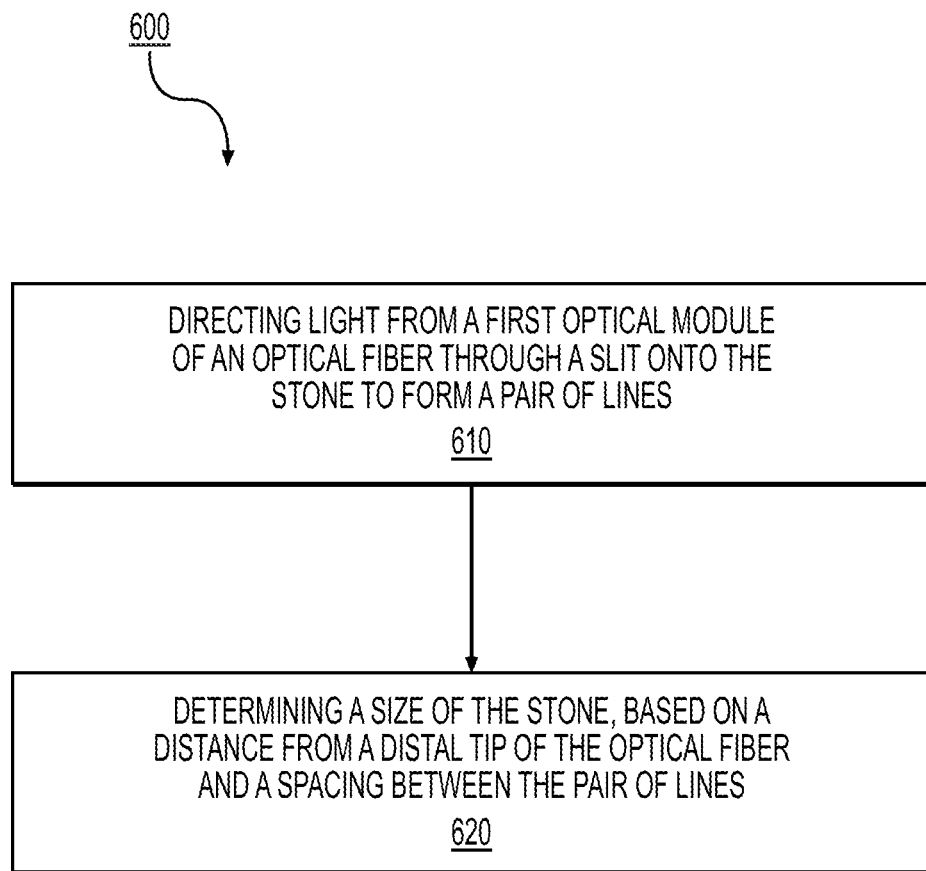 600
DIRECTING LIGHT FROM A FIRST OPTICAL MODULE
OF AN OPTICAL FIBER THROUGH A SLIT ONTO THE
STONE TO FORM A PAIR OF LINES
610
DETERMINING A SIZE OF THE STONE, BASED ON A
DISTANCE FROM A DISTAL TIP OF THE OPTICAL FIBER
AND A SPACING BETWEEN THE PAIR OF LINES
620